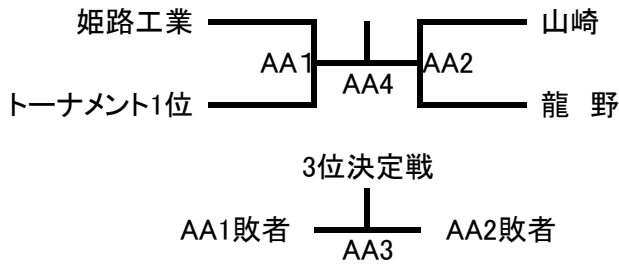 姫路工業
山崎
AA1
AA2
AA4
トーナメント1位
龍 野
3位決定戦
AA1敗者
AA2敗者
AA3